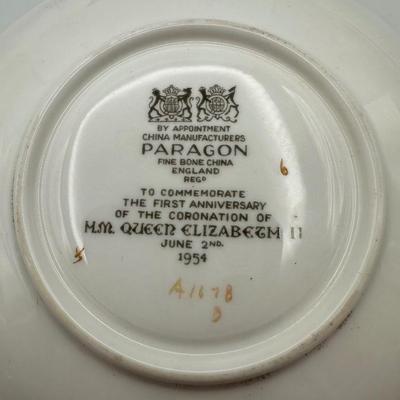 BY APPOINTMENT
CHINA MANUFACTURERS
PARAGON
FINE BONE CHINA
ENGLAND
REGD
TO COMMEMORATE
THE FIRST ANNIVERSARY
OF THE CORONATION OF
H.M. QUEEN ELIZABETH II
JUNE 2ND.
1954
6
5
A1678
D